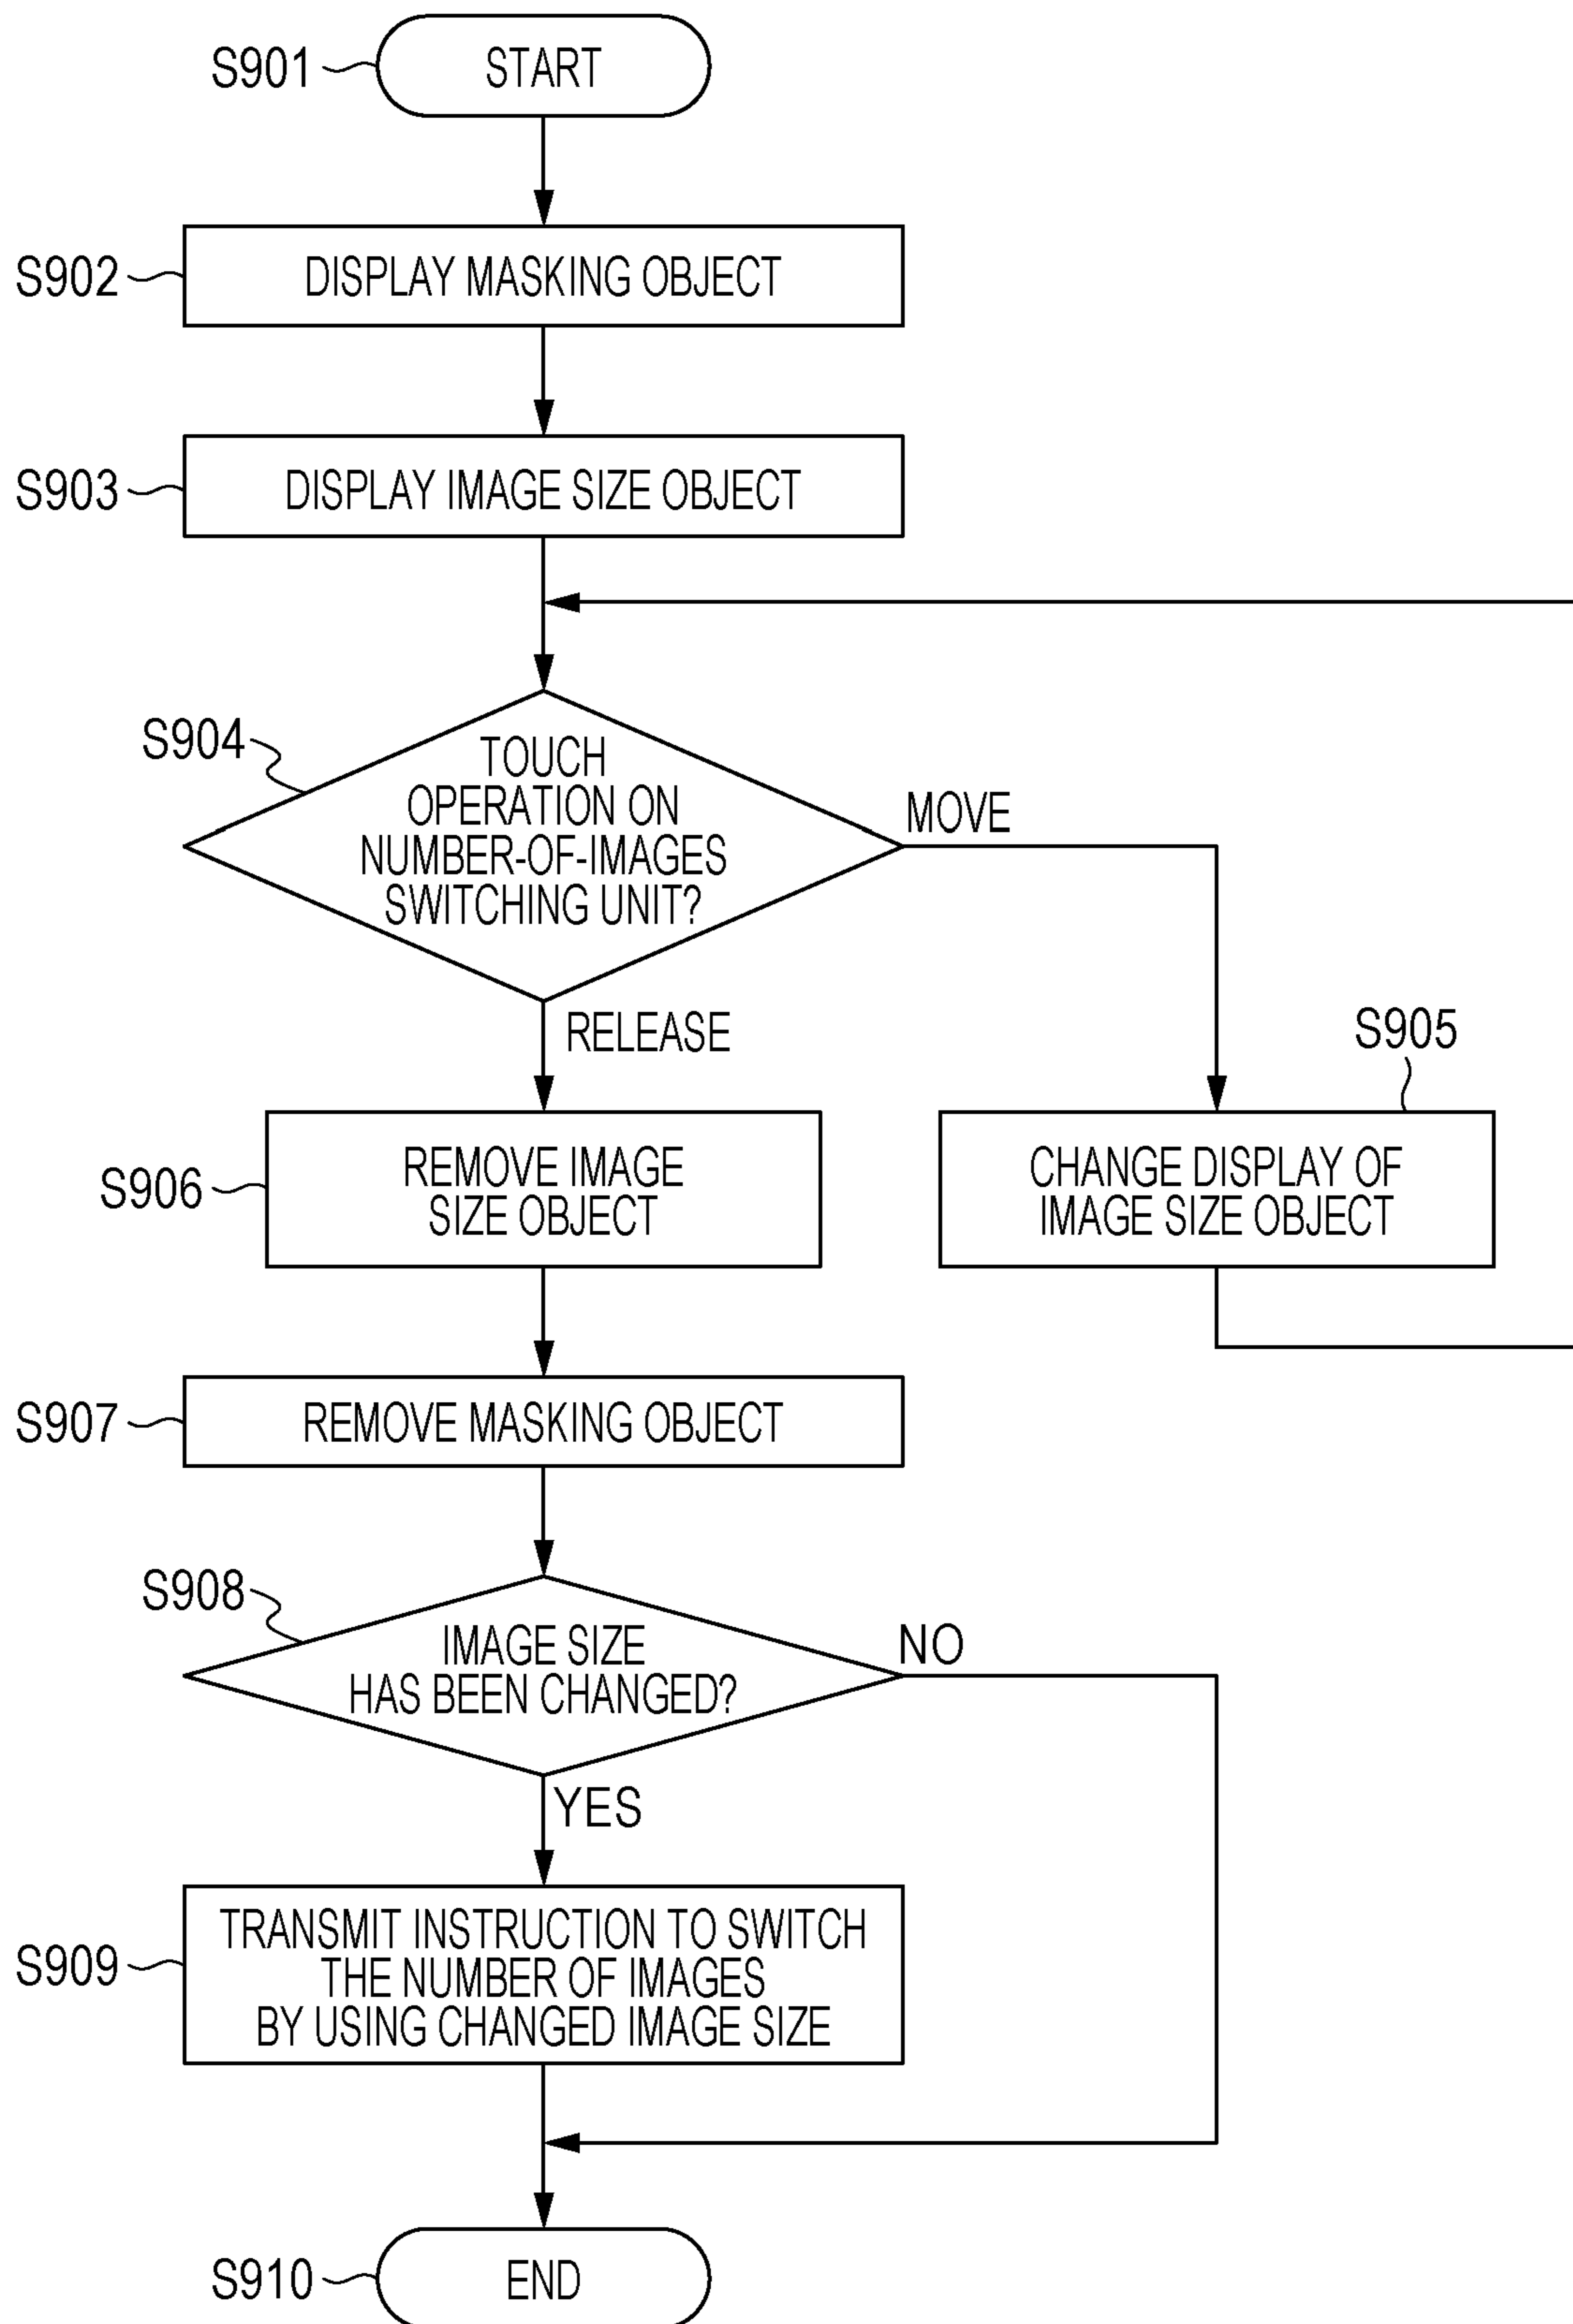 S901
START
S902
DISPLAY MASKING OBJECT
S903
DISPLAY IMAGE SIZE OBJECT
S904
TOUCH
OPERATION ON
NUMBER-OF-IMAGES
SWITCHING UNIT?
MOVE
RELEASE
S905
CHANGE DISPLAY OF
IMAGE SIZE OBJECT
S906
REMOVE IMAGE
SIZE OBJECT
S907
REMOVE MASKING OBJECT
S908
IMAGE SIZE
HAS BEEN CHANGED?
NO
YES
S909
TRANSMIT INSTRUCTION TO SWITCH
THE NUMBER OF IMAGES
BY USING CHANGED IMAGE SIZE
S910
END